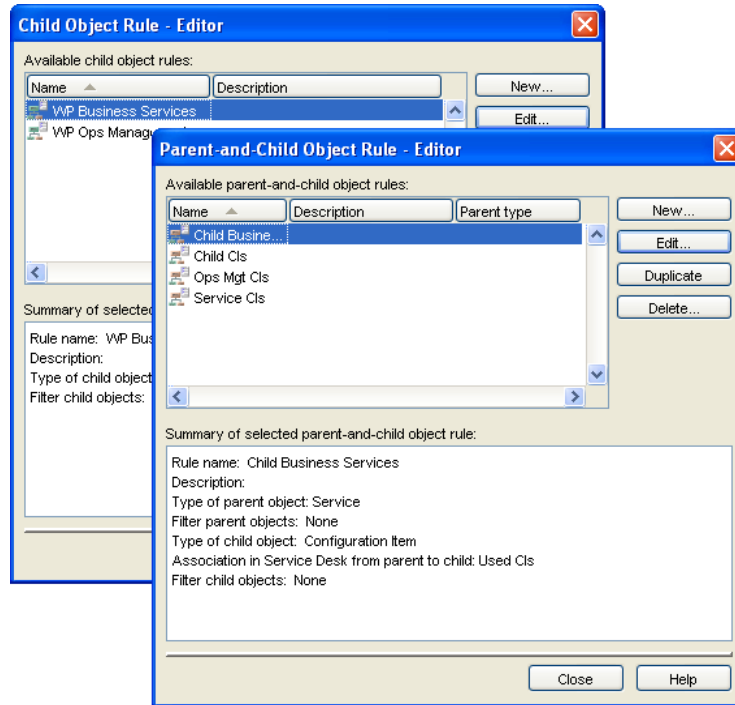 Child Object Rule - Editor
Available child object rules:
Name Description
New...
WP Business Services
Edit...
WP Ops Manag
Summary of selected
Rule name: WP Bus
Description:
Type of child object
Filter child objects:
Parent-and-Child Object Rule - Editor
Available parent-and-child object rules:
Name Description Parent type
New...
Child Busine...
Edit...
Child CIs
Ops Mgt CIs
Duplicate
Service CIs
Delete...
Summary of selected parent-and-child object rule:
Rule name: Child Business Services
Description:
Type of parent object: Service
Filter parent objects: None
Type of child object: Configuration Item
Association in Service Desk from parent to child: Used CIs
Filter child objects: None
Close Help